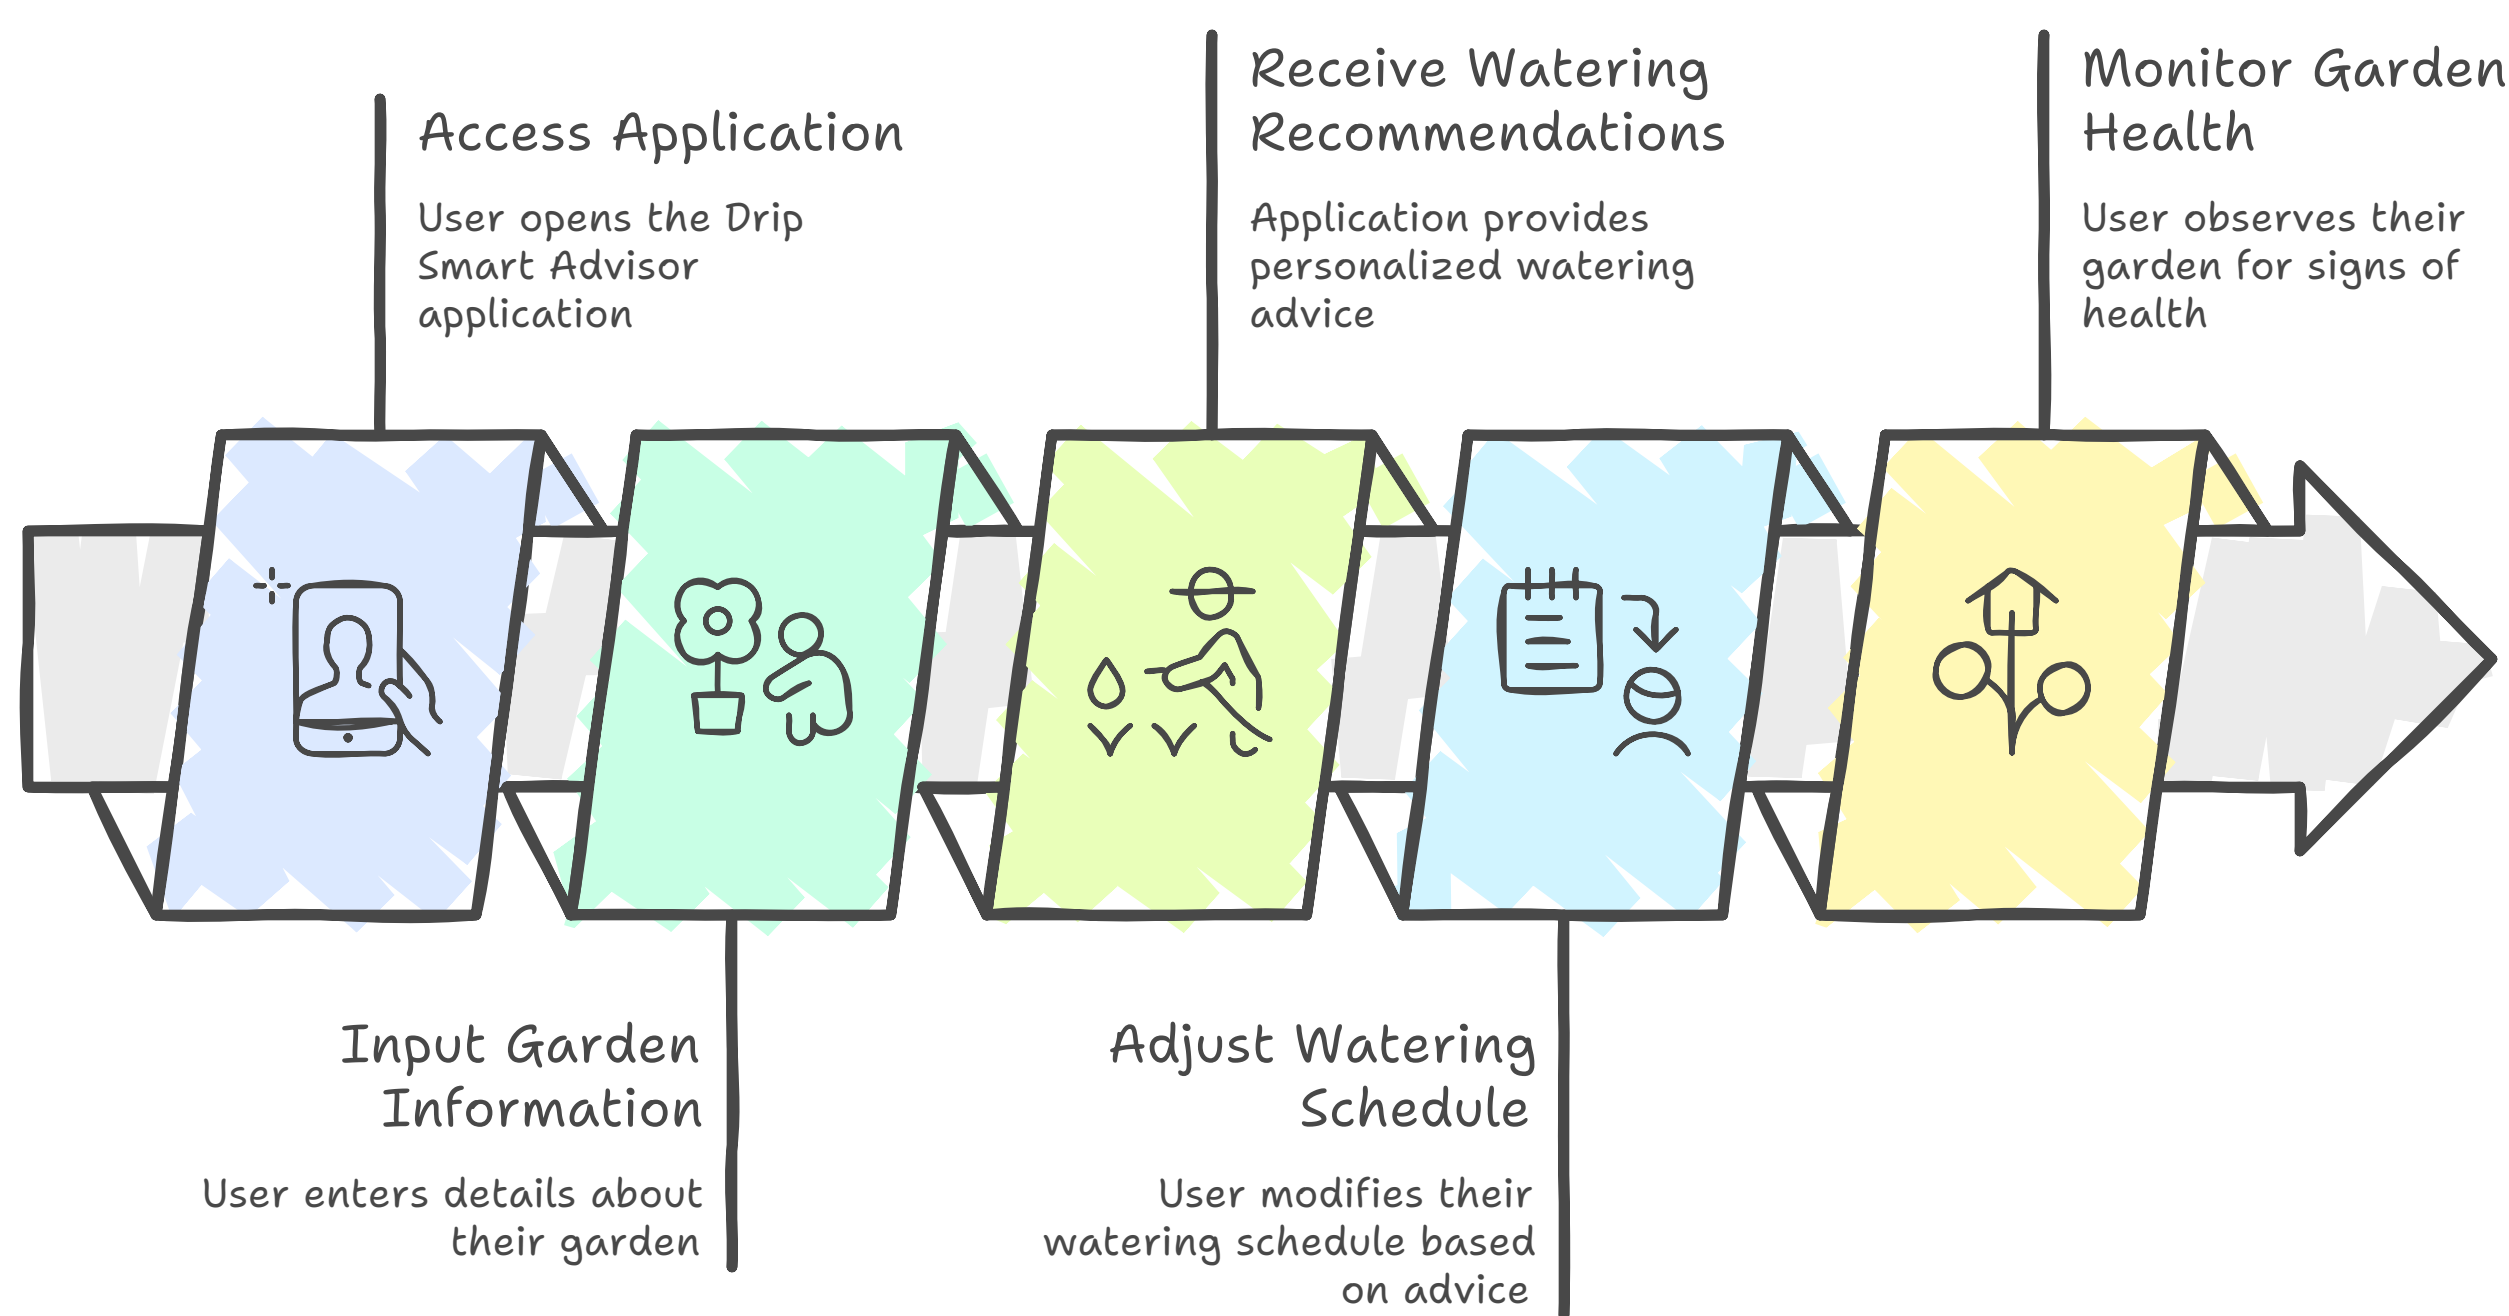 Access Application
User opens the Drip
Smart Advisor
application
Receive Watering
Recommendations
Application provides
personalized watering
advice
Monitor Garden
Health
User observes their
garden for signs of
health
Input Garden
Information
User enters details about
their garden
Adjust Watering
Schedule
User modifies their
watering schedule based
on advice